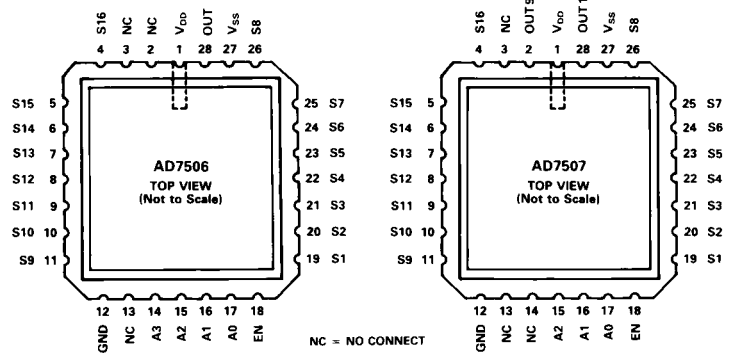 S16 NC NC VDD OUT VSS S8
4 3 2 1 28 27 26
S15 5
S14 6
S13 7
S12 8
S11 9
S10 10
S9 11
AD7506
TOP VIEW
(Not to Scale)
25 S7
24 S6
23 S5
22 S4
21 S3
20 S2
19 S1
12 13 14 15 16 17 18
GND NC A3 A2 A1 A0 EN
S16 NC OUT 9 VDD OUT 1 VSS S8
4 3 2 1 28 27 26
S15 5
S14 6
S13 7
S12 8
S11 9
S10 10
S9 11
AD7507
TOP VIEW
(Not to Scale)
25 S7
24 S6
23 S5
22 S4
21 S3
20 S2
19 S1
12 13 14 15 16 17 18
GND NC NC A2 A1 A0 EN
NC = NO CONNECT